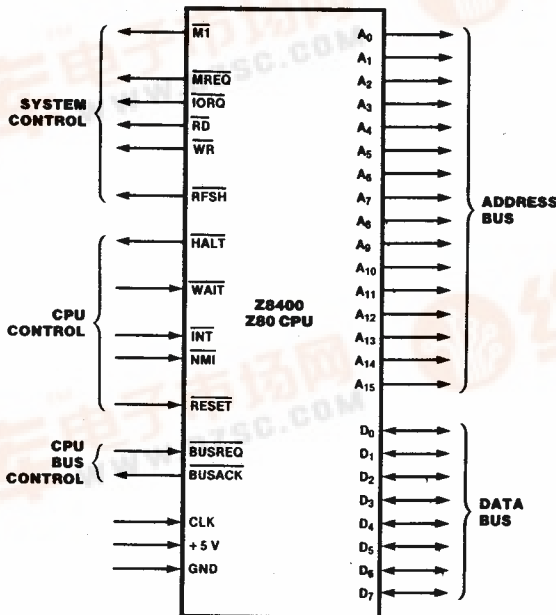 SYSTEM
CONTROL
M1
MREQ
IORQ
RD
WR
RFSH
CPU
CONTROL
HALT
WAIT
INT
NMI
RESET
CPU
BUS
CONTROL
BUSREQ
BUSACK
CLK
+5 V
GND
Z8400
Z80 CPU
A0
A1
A2
A3
A4
A5
A6
A7
A8
A9
A10
A11
A12
A13
A14
A15
ADDRESS
BUS
D0
D1
D2
D3
D4
D5
D6
D7
DATA
BUS